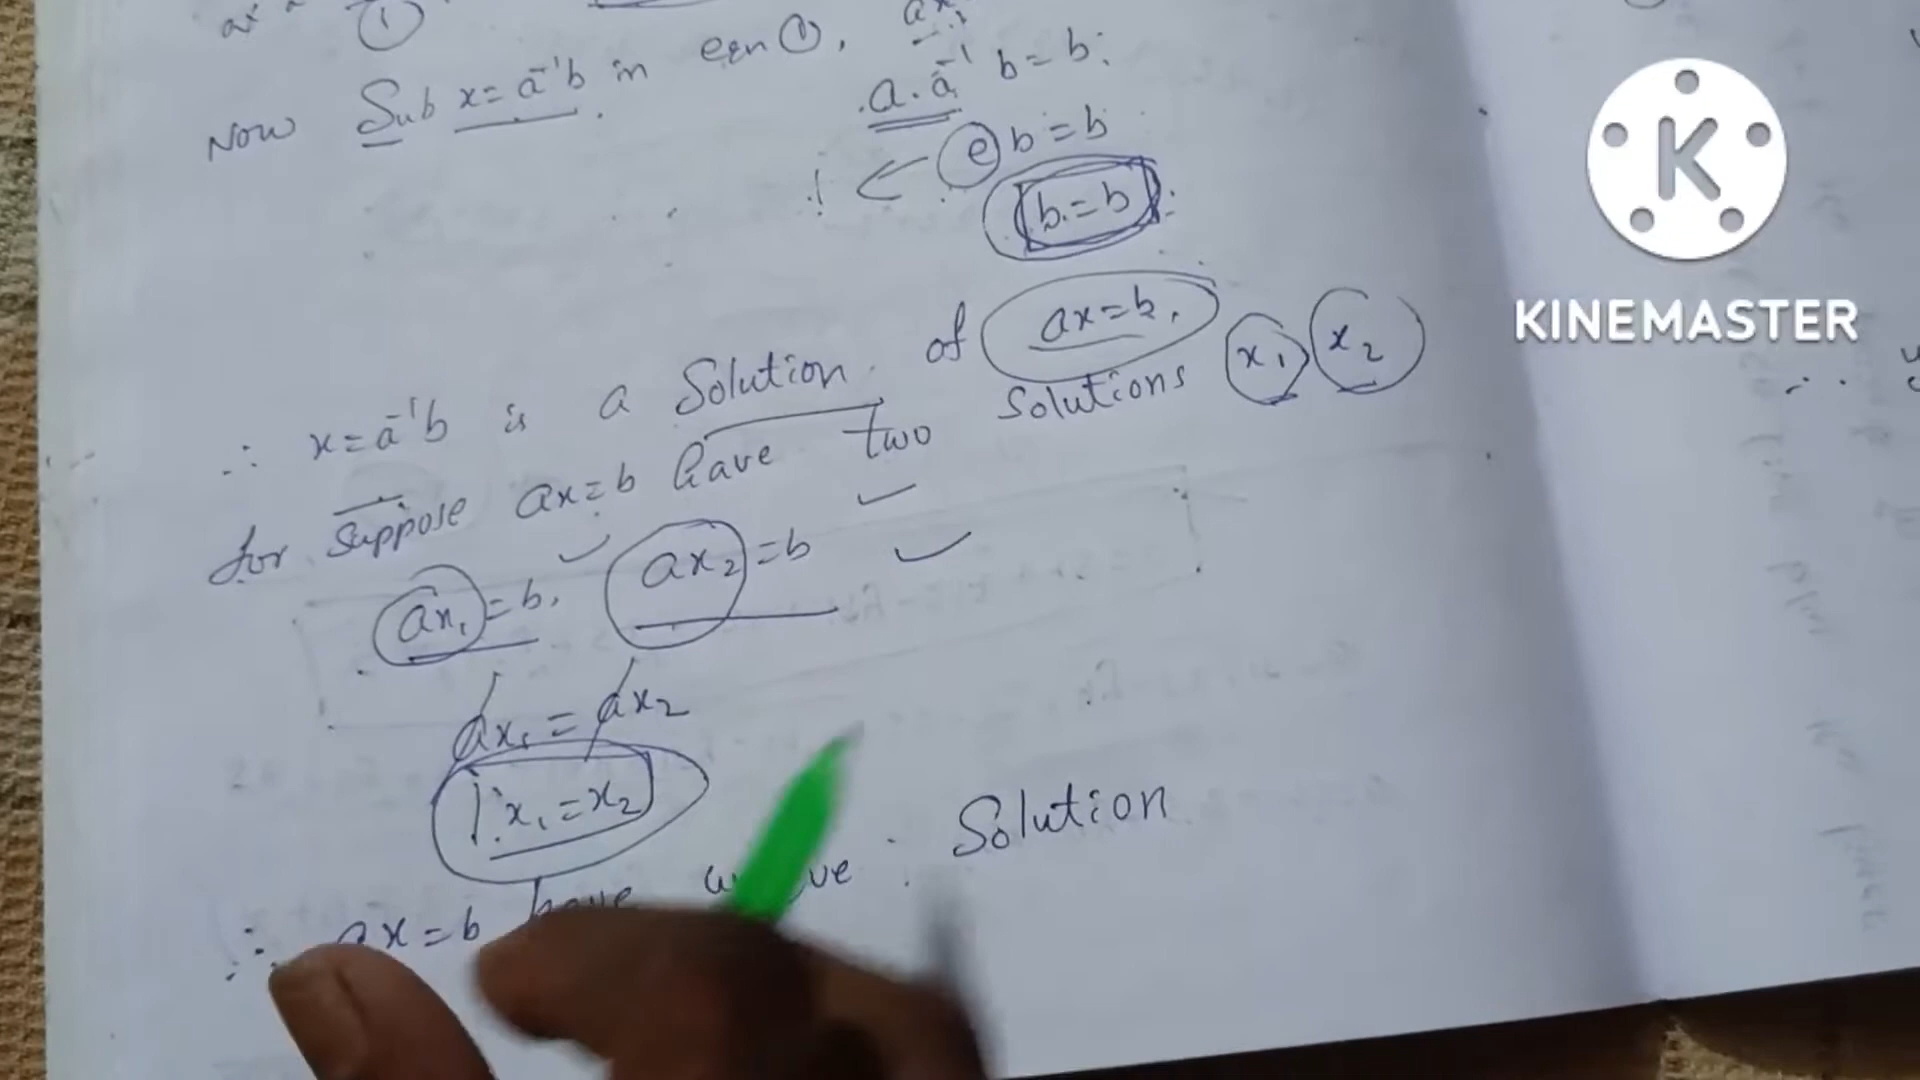 Now Sub x=a⁻¹b in eqn ①,
a.a⁻¹ b=b.
e b=b
b=b
∴ x=a⁻¹b is a Solution of ax=b.
for suppose ax=b have two solutions x₁ x₂
ax₁=b, ax₂=b
ax₁=ax₂
x₁=x₂
∴ ax=b have Solution
KINEMASTER